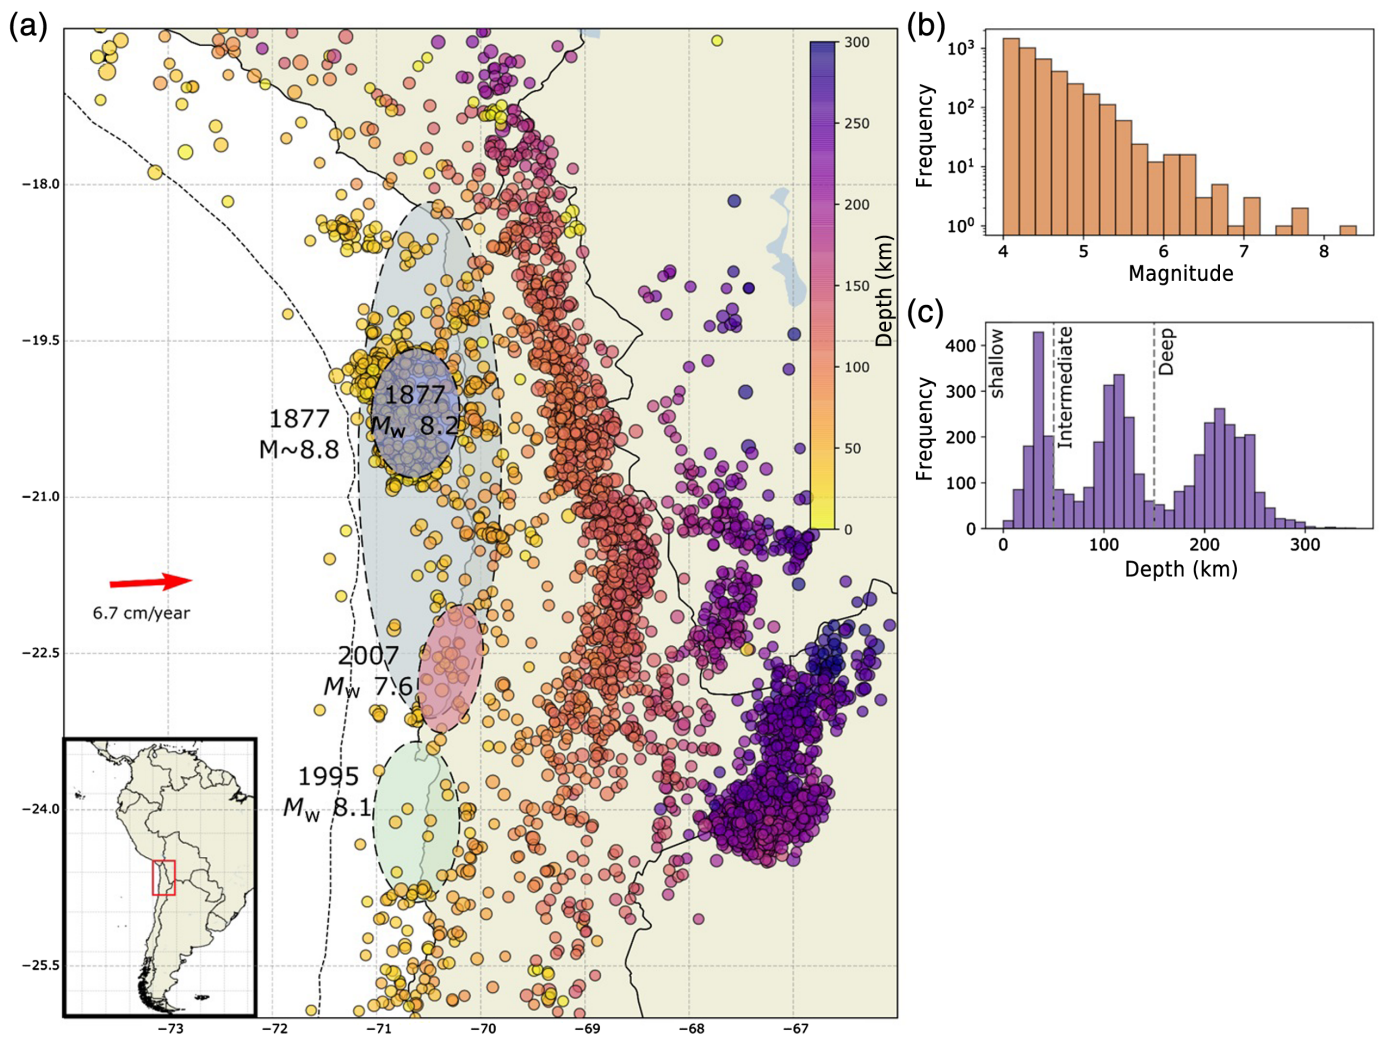 (a)
−18.0
−19.5
−21.0
−22.5
−24.0
−25.5
−73
−72
−71
−70
−69
−68
−67
1877
M~8.8
1877
Mw 8.2
2007
Mw 7.6
1995
Mw 8.1
6.7 cm/year
300
250
200
150
100
50
0
Depth (km)
(b)
Frequency
10³
10²
10¹
10⁰
4
5
6
7
8
Magnitude
(c)
Frequency
400
300
200
100
0
shallow
Intermediate
Deep
0
100
200
300
Depth (km)